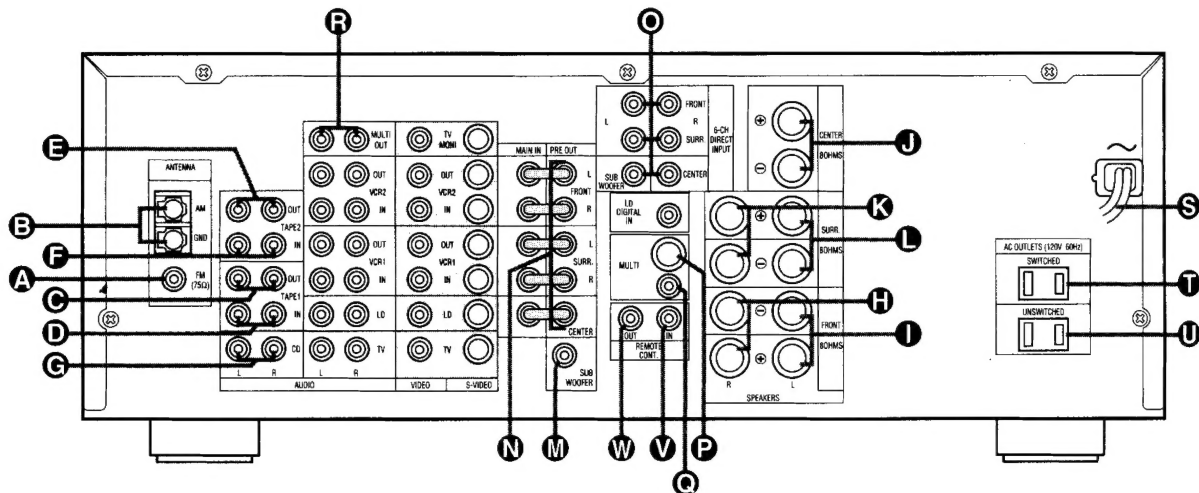 R
O
E
B
F
A
C
D
G
J
K
L
S
H
I
T
U
N
M
W
V
P
Q
ANTENNA
AM
GND
FM
(75Ω)
MULTI
OUT
OUT
VCR2
IN
OUT
VCR1
IN
LD
TV
OUT
TAPE2
IN
OUT
TAPE1
IN
CD
L R L R
AUDIO
TV
MONI
OUT
VCR2
IN
OUT
VCR1
IN
LD
TV
VIDEO S-VIDEO
MAIN IN PRE OUT
L
FRONT
R
L
SURR.
R
CENTER
SUB
WOOFER
L R
FRONT
SURR.
CENTER
SUB
WOOFER
6-CH
DIRECT
INPUT
LD
DIGITAL
IN
MULTI
OUT IN
REMOTE
CONT.
⊕
⊖
CENTER
8OHMS
⊕
⊖
SURR.
8OHMS
⊖
⊕
FRONT
8OHMS
R L
SPEAKERS
~
AC OUTLETS (120V 60Hz)
SWITCHED
UNSWITCHED